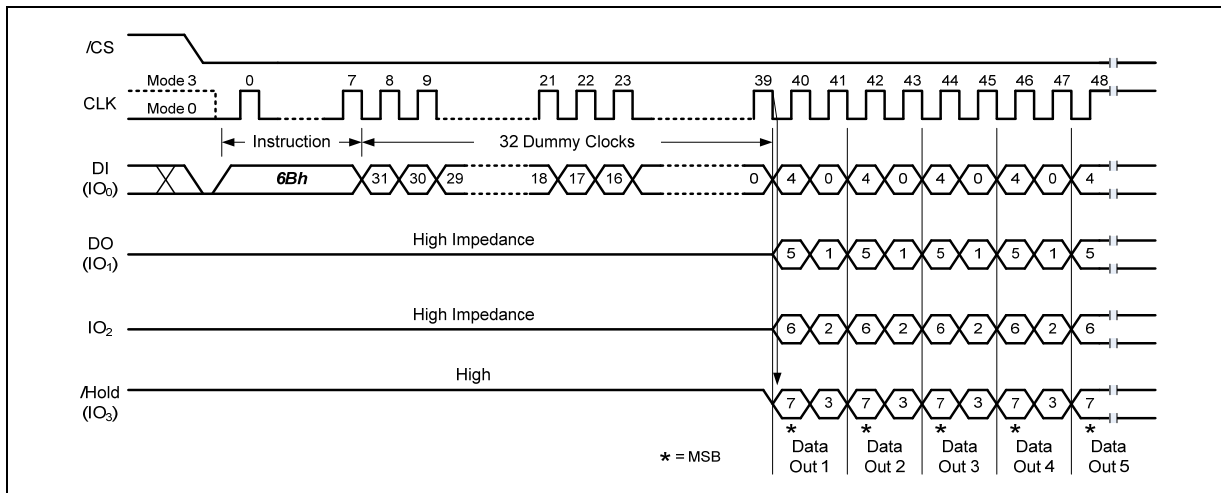 /CS
Mode 3
CLK
Mode 0
0 7 8 9 21 22 23 39 40 41 42 43 44 45 46 47 48
Instruction 32 Dummy Clocks
DI
(IO0)
6Bh 31 30 29 18 17 16 0 4 0 4 0 4 0 4 0 4
DO
(IO1)
High Impedance 5 1 5 1 5 1 5 1 5
IO2
High Impedance 6 2 6 2 6 2 6 2 6
/Hold
(IO3)
High 7 3 7 3 7 3 7 3 7
* * * * *
* = MSB
Data Out 1
Data Out 2
Data Out 3
Data Out 4
Data Out 5